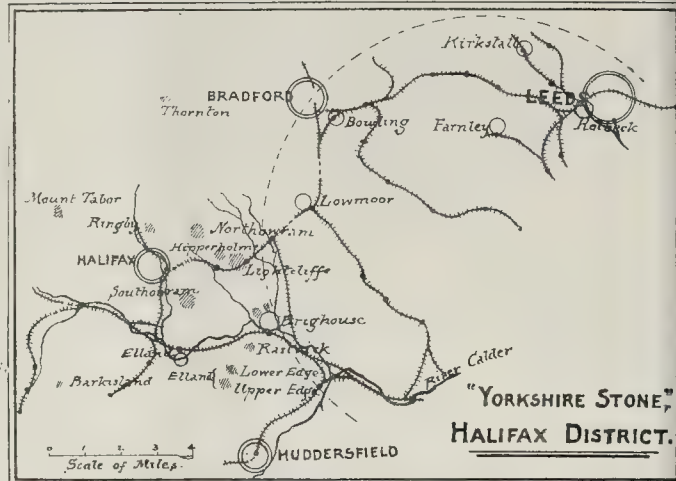 Kirkstall
BRADFORD
LEEDS
Thornton
Bowling
Farnley
Holbeck
Mount Tabor
Lowmoor
Ringby
Northowram
Hipperholme
HALIFAX
Lightcliffe
Southowram
Brighouse
Elland
Rastrick
Barkisland
Elland
Lower Edge
Upper Edge
River Calder
"YORKSHIRE STONE,"
HALIFAX DISTRICT.
0 1 2 3 4
Scale of Miles.
HUDDERSFIELD